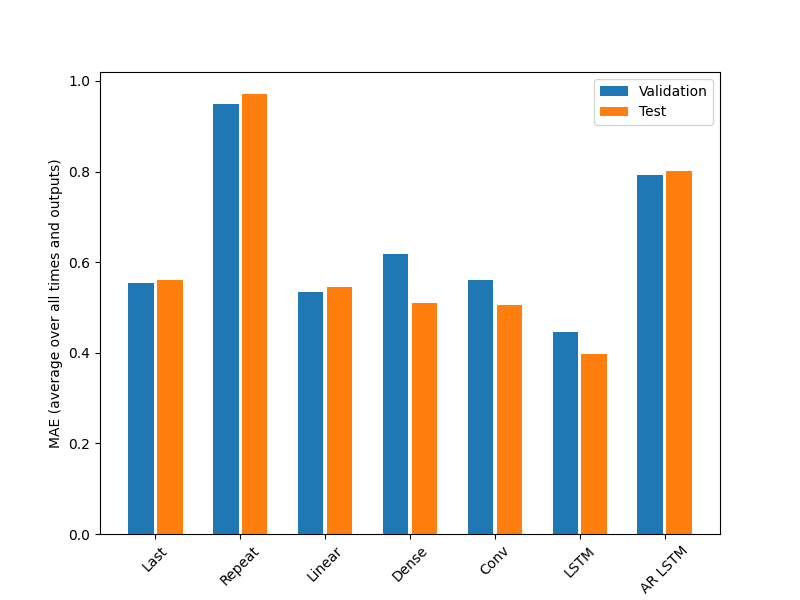 Validation
Test
MAE (average over all times and outputs)
1.0
0.8
0.6
0.4
0.2
0.0
Last
Repeat
Linear
Dense
Conv
LSTM
AR LSTM